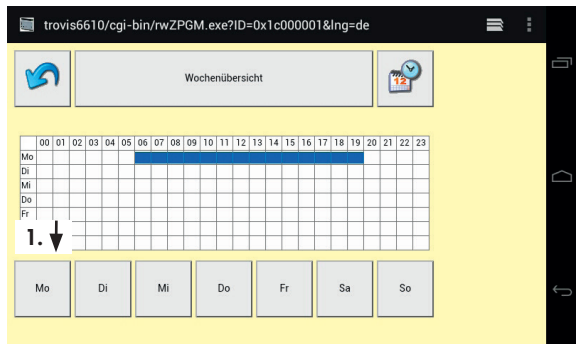 trovis6610/cgi-bin/rwZPGM.exe?ID=0x1c000001&lng=de
Wochenübersicht
12
00 01 02 03 04 05 06 07 08 09 10 11 12 13 14 15 16 17 18 19 20 21 22 23
Mo
Di
Mi
Do
Fr
1.
Mo Di Mi Do Fr Sa So